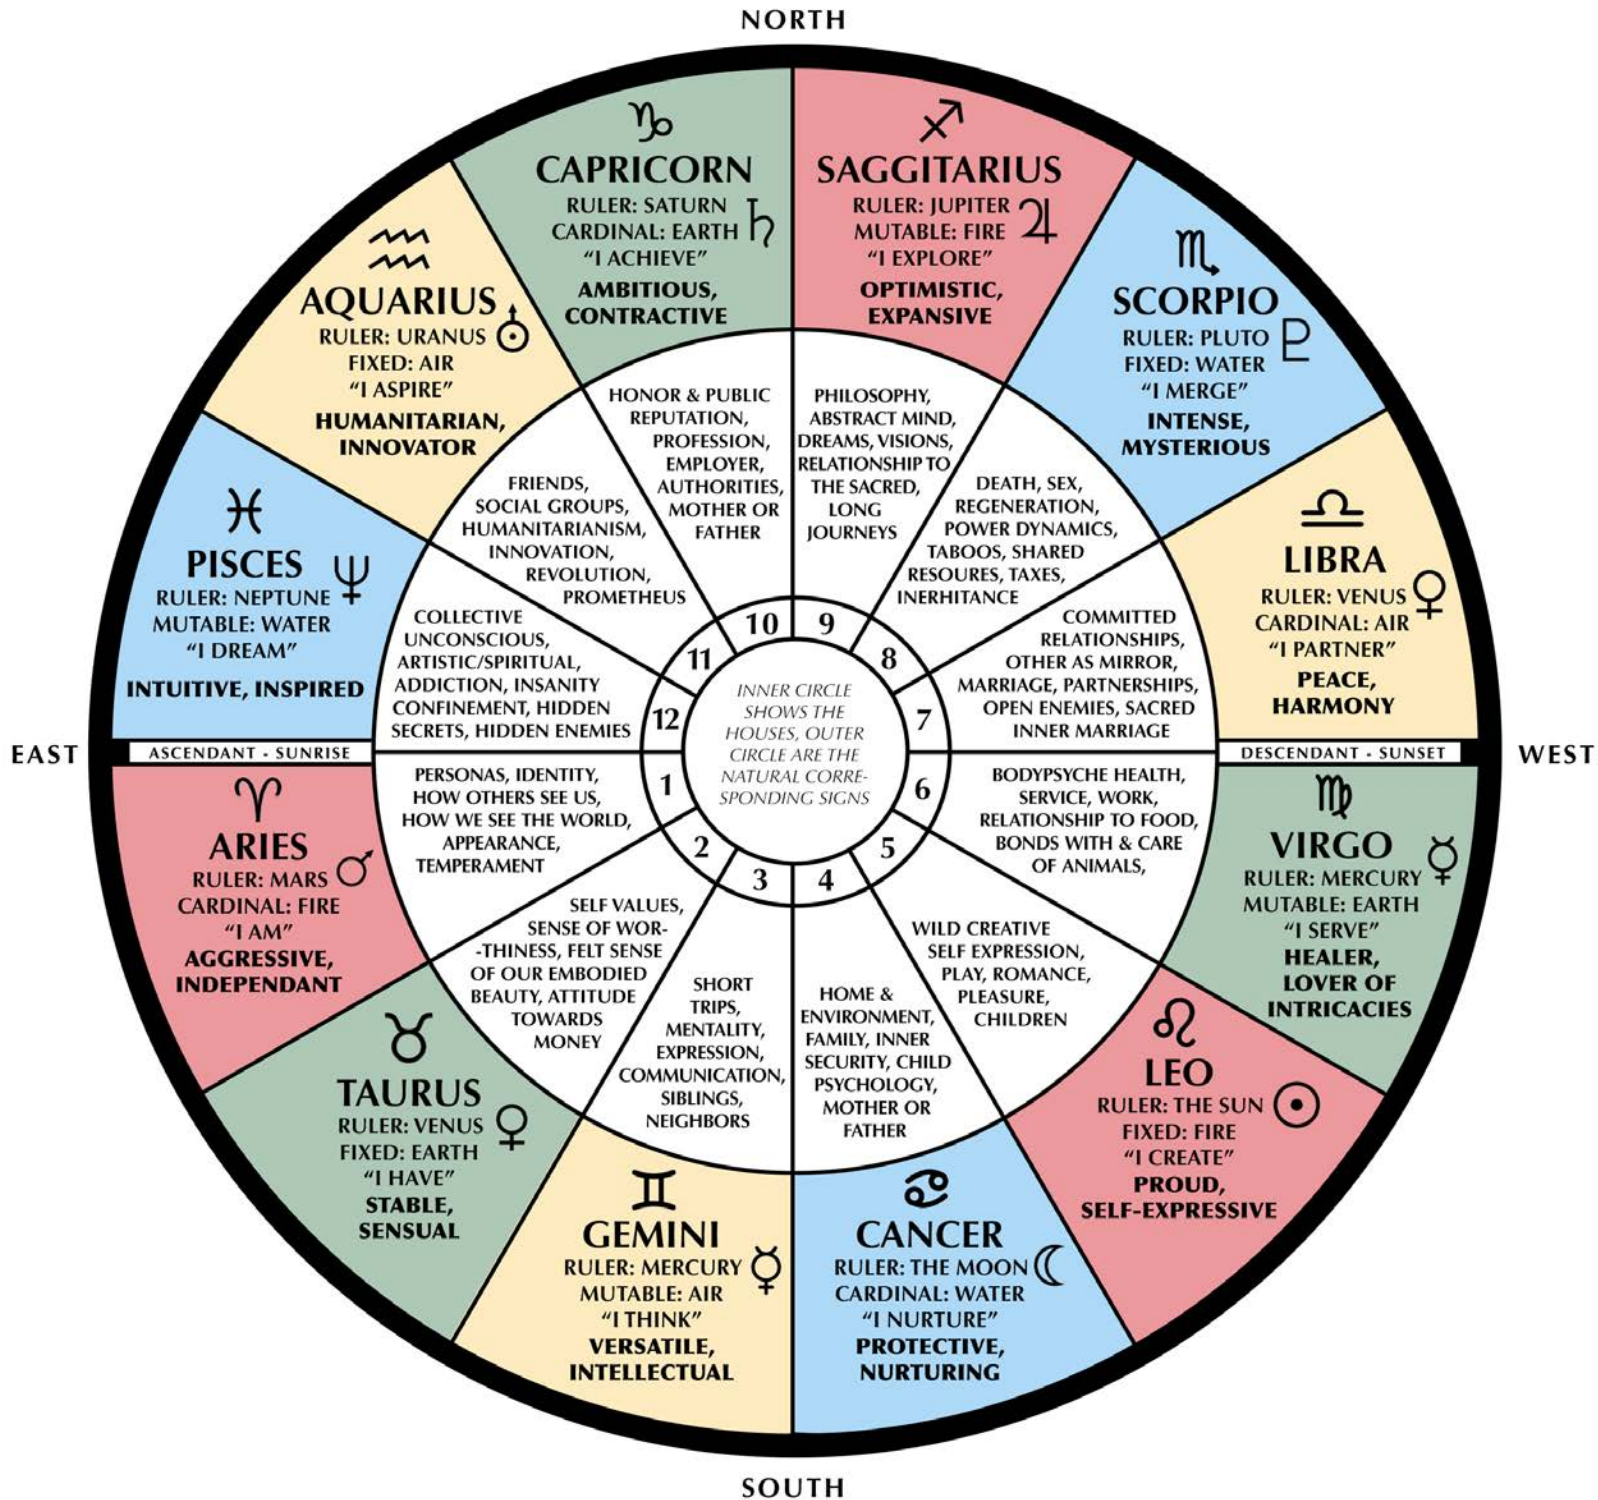 NORTH
CAPRICORN
RULER: SATURN
CARDINAL: EARTH
“I ACHIEVE”
AMBITIOUS,
CONTRACTIVE
SAGGITARIUS
RULER: JUPITER
MUTABLE: FIRE
“I EXPLORE”
OPTIMISTIC,
EXPANSIVE
AQUARIUS
RULER: URANUS
FIXED: AIR
“I ASPIRE”
HUMANITARIAN,
INNOVATOR
SCORPIO
RULER: PLUTO
FIXED: WATER
“I MERGE”
INTENSE,
MYSTERIOUS
PISCES
RULER: NEPTUNE
MUTABLE: WATER
“I DREAM”
INTUITIVE, INSPIRED
LIBRA
RULER: VENUS
CARDINAL: AIR
“I PARTNER”
PEACE,
HARMONY
HONOR & PUBLIC
REPUTATION,
PROFESSION,
EMPLOYER,
AUTHORITIES,
MOTHER OR
FATHER
PHILOSOPHY,
ABSTRACT MIND,
DREAMS, VISIONS,
RELATIONSHIP TO
THE SACRED,
LONG
JOURNEYS
FRIENDS,
SOCIAL GROUPS,
HUMANITARIANISM,
INNOVATION,
REVOLUTION,
PROMETHEUS
DEATH, SEX,
REGENERATION,
POWER DYNAMICS,
TABOOS, SHARED
RESOURES, TAXES,
INERHITANCE
COLLECTIVE
UNCONSCIOUS,
ARTISTIC/SPIRITUAL,
ADDICTION, INSANITY
CONFINEMENT, HIDDEN
SECRETS, HIDDEN ENEMIES
COMMITTED
RELATIONSHIPS,
OTHER AS MIRROR,
MARRIAGE, PARTNERSHIPS,
OPEN ENEMIES, SACRED
INNER MARRIAGE
10
9
11
8
12
7
INNER CIRCLE
SHOWS THE
HOUSES, OUTER
CIRCLE ARE THE
NATURAL CORRE-
SPONDING SIGNS
EAST
ASCENDANT - SUNRISE
DESCENDANT - SUNSET
WEST
1
6
2
5
3
4
PERSONAS, IDENTITY,
HOW OTHERS SEE US,
HOW WE SEE THE WORLD,
APPEARANCE,
TEMPERAMENT
BODYPSYCHE HEALTH,
SERVICE, WORK,
RELATIONSHIP TO FOOD,
BONDS WITH & CARE
OF ANIMALS,
SELF VALUES,
SENSE OF WOR-
-THINESS, FELT SENSE
OF OUR EMBODIED
BEAUTY, ATTITUDE
TOWARDS
MONEY
WILD CREATIVE
SELF EXPRESSION,
PLAY, ROMANCE,
PLEASURE,
CHILDREN
SHORT
TRIPS,
MENTALITY,
EXPRESSION,
COMMUNICATION,
SIBLINGS,
NEIGHBORS
HOME &
ENVIRONMENT,
FAMILY, INNER
SECURITY, CHILD
PSYCHOLOGY,
MOTHER OR
FATHER
ARIES
RULER: MARS
CARDINAL: FIRE
“I AM”
AGGRESSIVE,
INDEPENDANT
VIRGO
RULER: MERCURY
MUTABLE: EARTH
“I SERVE”
HEALER,
LOVER OF
INTRICACIES
TAURUS
RULER: VENUS
FIXED: EARTH
“I HAVE”
STABLE,
SENSUAL
LEO
RULER: THE SUN
FIXED: FIRE
“I CREATE”
PROUD,
SELF-EXPRESSIVE
GEMINI
RULER: MERCURY
MUTABLE: AIR
“I THINK”
VERSATILE,
INTELLECTUAL
CANCER
RULER: THE MOON
CARDINAL: WATER
“I NURTURE”
PROTECTIVE,
NURTURING
SOUTH